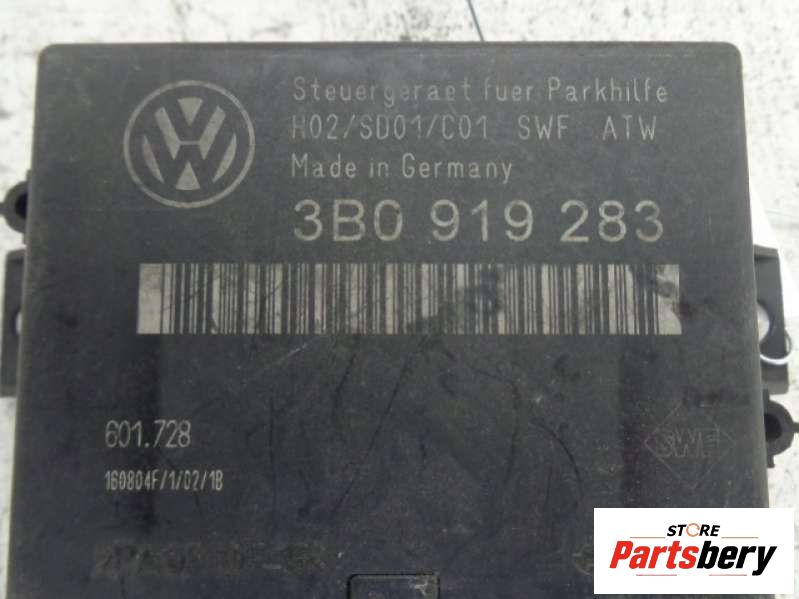 Steuergeraet fuer Parkhilfe
H02/SD01/C01 SWF ATW
Made in Germany
3B0 919 283
601.728
160804F/1/02/1B
SWF
STORE
Partsbery